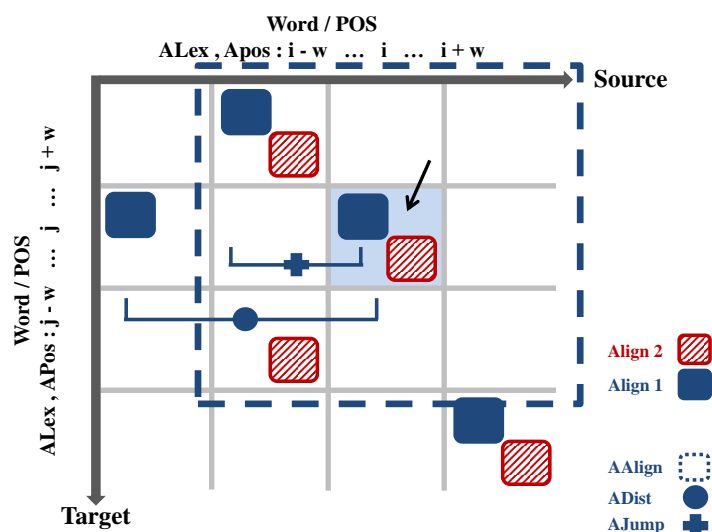 Word / POS
ALex , Apos : i - w … i … i + w
Source
Word / POS
ALex , APos : j - w … j … j + w
Target
Align 2
Align 1
AAlign
ADist
AJump